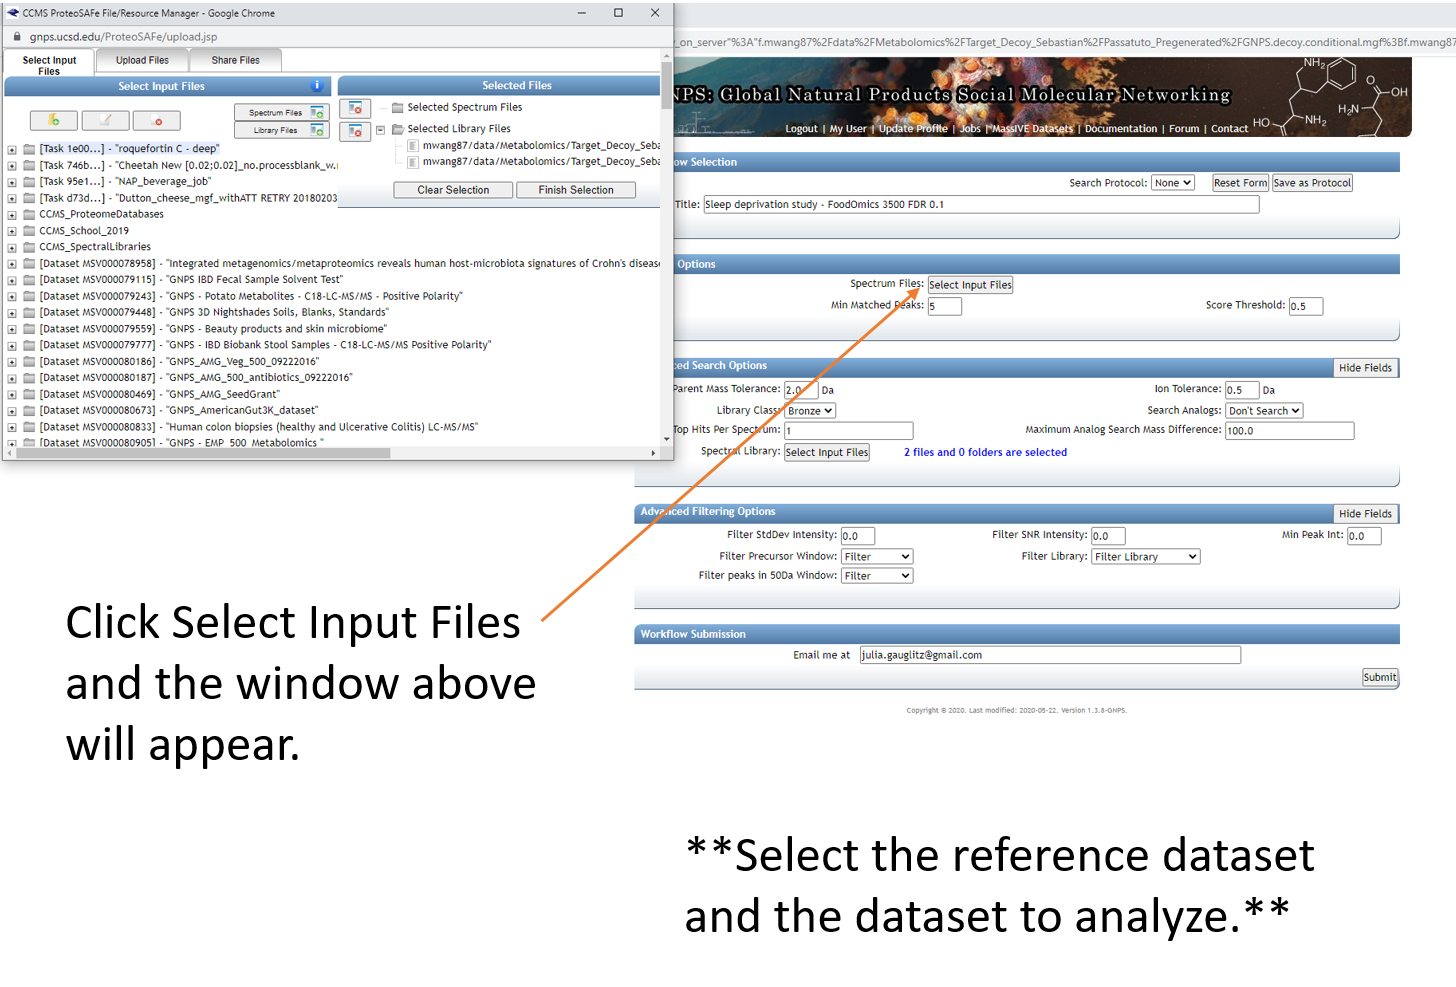 CCMS ProteoSAFe File/Resource Manager - Google Chrome
gnps.ucsd.edu/ProteoSAFe/upload.jsp
Select Input Files
Upload Files
Share Files
Select Input Files
Spectrum Files
Library Files
[Task 1e00...] - "roquefortin C - deep"
[Task 746b...] - "Cheetah New [0.02;0.02]_no.processblank_w.
[Task 95e1...] - "NAP_beverage_job"
[Task d73d...] - "Dutton_cheese_mgf_withATT RETRY 20180203
CCMS_ProteomeDatabases
CCMS_School_2019
CCMS_SpectralLibraries
[Dataset MSV000078958] - "Integrated metagenomics/metaproteomics reveals human host-microbiota signatures of Crohn's disease
[Dataset MSV000079115] - "GNPS IBD Fecal Sample Solvent Test"
[Dataset MSV000079243] - "GNPS - Potato Metabolites - C18-LC-MS/MS - Positive Polarity"
[Dataset MSV000079448] - "GNPS 3D Nightshades Soils, Blanks, Standards"
[Dataset MSV000079559] - "GNPS - Beauty products and skin microbiome"
[Dataset MSV000079777] - "GNPS - IBD Biobank Stool Samples - C18-LC-MS/MS Positive Polarity"
[Dataset MSV000080186] - "GNPS_AMG_Veg_500_09222016"
[Dataset MSV000080187] - "GNPS_AMG_500_antibiotics_09222016"
[Dataset MSV000080469] - "GNPS_AMG_SeedGrant"
[Dataset MSV000080673] - "GNPS_AmericanGut3K_dataset"
[Dataset MSV000080833] - "Human colon biopsies (healthy and Ulcerative Colitis) LC-MS/MS"
[Dataset MSV000080905] - "GNPS - EMP_500_Metabolomics "
Selected Files
Selected Spectrum Files
Selected Library Files
mwang87/data/Metabolomics/Target_Decoy_Seba
mwang87/data/Metabolomics/Target_Decoy_Seba
Clear Selection
Finish Selection
_on_server"%3A"f.mwang87%2Fdata%2FMetabolomics%2FTarget_Decoy_Sebastian%2FPassatuto_Pregenerated%2FGNPS.decoy.conditional.mgf%3Bf.mwang87
NPS: Global Natural Products Social Molecular Networking
Logout | My User | Update Profile | Jobs | MassIVE Datasets | Documentation | Forum | Contact
NH2
O
OH
H2N
NH2
HO
ow Selection
Search Protocol: None
Reset Form
Save as Protocol
Title: Sleep deprivation study - FoodOmics 3500 FDR 0.1
Options
Spectrum Files: Select Input Files
Min Matched Peaks: 5
Score Threshold: 0.5
ced Search Options
Hide Fields
Parent Mass Tolerance: 2.0 Da
Ion Tolerance: 0.5 Da
Library Class: Bronze
Search Analogs: Don't Search
Top Hits Per Spectrum: 1
Maximum Analog Search Mass Difference: 100.0
Spectral Library: Select Input Files
2 files and 0 folders are selected
Advanced Filtering Options
Hide Fields
Filter StdDev Intensity: 0.0
Filter SNR Intensity: 0.0
Min Peak Int: 0.0
Filter Precursor Window: Filter
Filter Library: Filter Library
Filter peaks in 50Da Window: Filter
Workflow Submission
Email me at julia.gauglitz@gmail.com
Submit
Copyright © 2020. Last modified: 2020-05-22. Version 1.3.8-GNPS.
Click Select Input Files
and the window above
will appear.
**Select the reference dataset
and the dataset to analyze.**